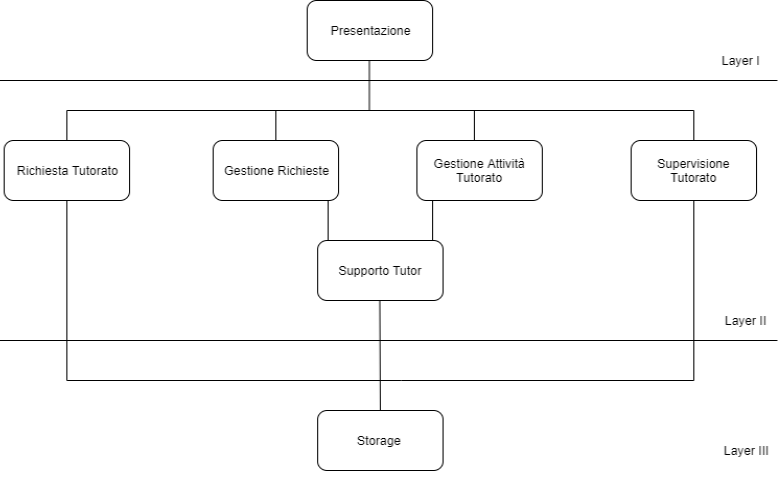 Presentazione
Layer I
Richiesta Tutorato
Gestione Richieste
Gestione Attività
Tutorato
Supervisione
Tutorato
Supporto Tutor
Layer II
Storage
Layer III